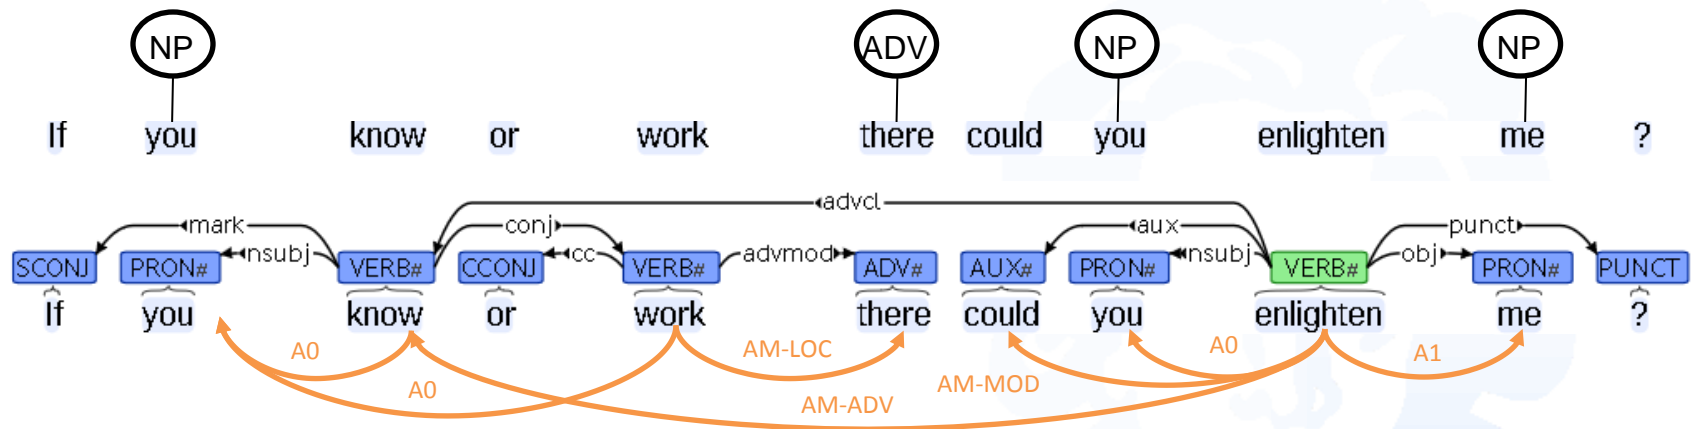 NP ADV NP NP
If you know or work there could you enlighten me ?
advcl
mark conj aux punct
nsubj cc advmod nsubj obj
SCONJ PRON# VERB# CCONJ VERB# ADV# AUX# PRON# VERB# PRON# PUNCT
If you know or work there could you enlighten me ?
A0 AM-LOC A0 A1
A0 AM-MOD
AM-ADV